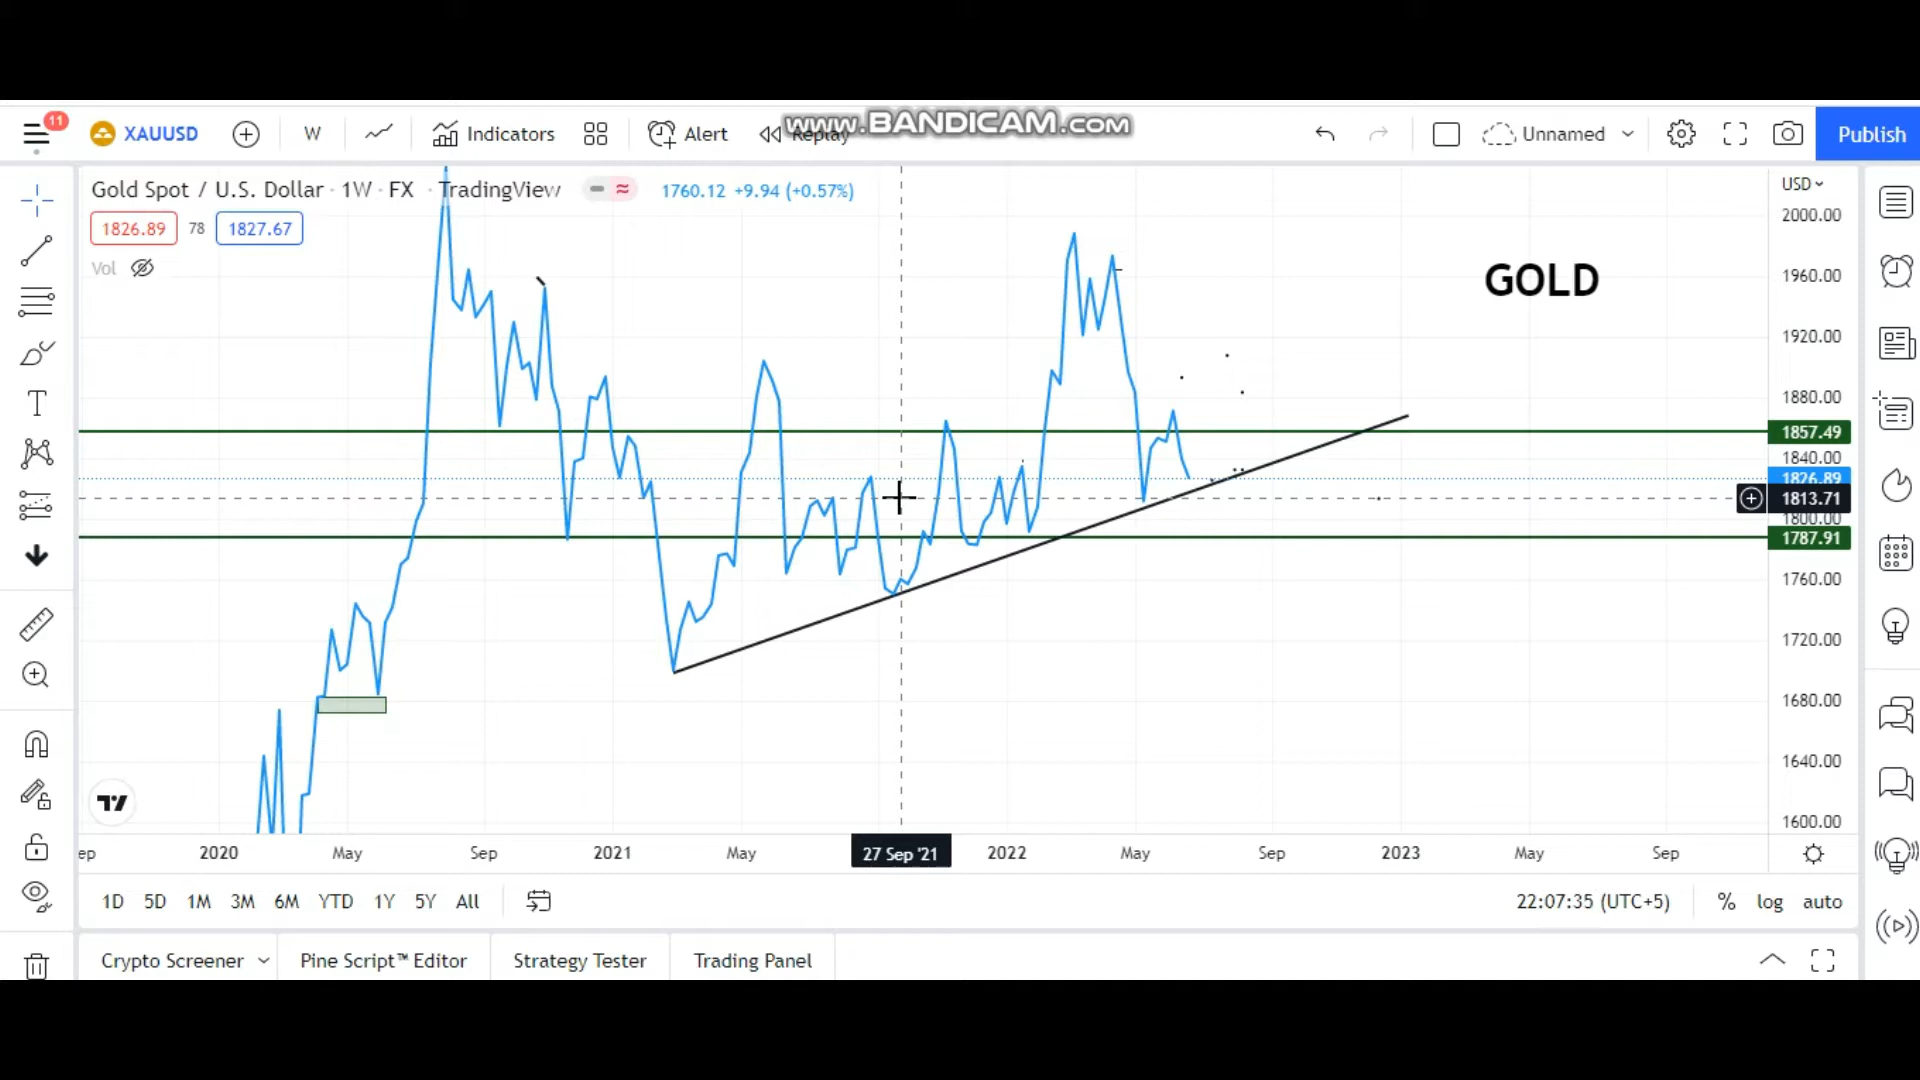 www.BANDICAM.com
11
XAUUSD
W
Indicators
Alert
Replay
Unnamed
Publish
Gold Spot / U.S. Dollar · 1W · FX · TradingView
1760.12 +9.94 (+0.57%)
USD
1826.89
78
1827.67
Vol
2000.00
1960.00
GOLD
1920.00
1880.00
1857.49
1840.00
1826.89
1813.71
1800.00
1787.91
1760.00
1720.00
1680.00
1640.00
1600.00
ep
2020
May
Sep
2021
May
27 Sep '21
2022
May
Sep
2023
May
Sep
1D
5D
1M
3M
6M
YTD
1Y
5Y
All
22:07:35 (UTC+5)
%
log
auto
Crypto Screener
Pine Script™ Editor
Strategy Tester
Trading Panel